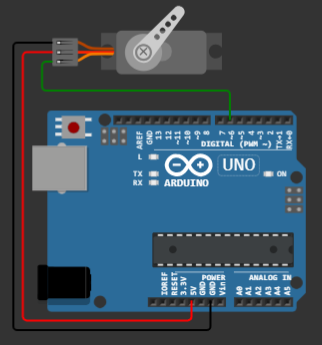 AREF
GND
13
12
~11
~10
~9
8
7
~6
~5
4
~3
2
TX→1
RX←0
DIGITAL (PWM ~)
L
UNO
TX
RX
ARDUINO
ON
IOREF
RESET
3.3V
5V
GND
GND
Vin
POWER
ANALOG IN
A0
A1
A2
A3
A4
A5